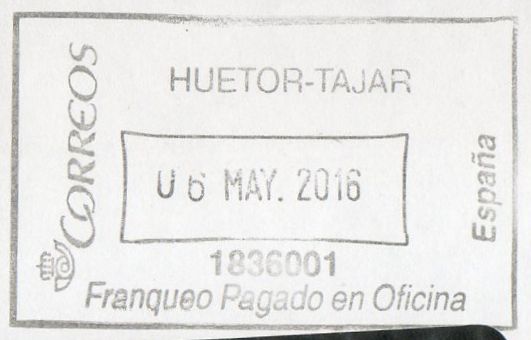 CORREOS
HUETOR-TAJAR
06 MAY. 2016
España
1836001
Franqueo Pagado en Oficina